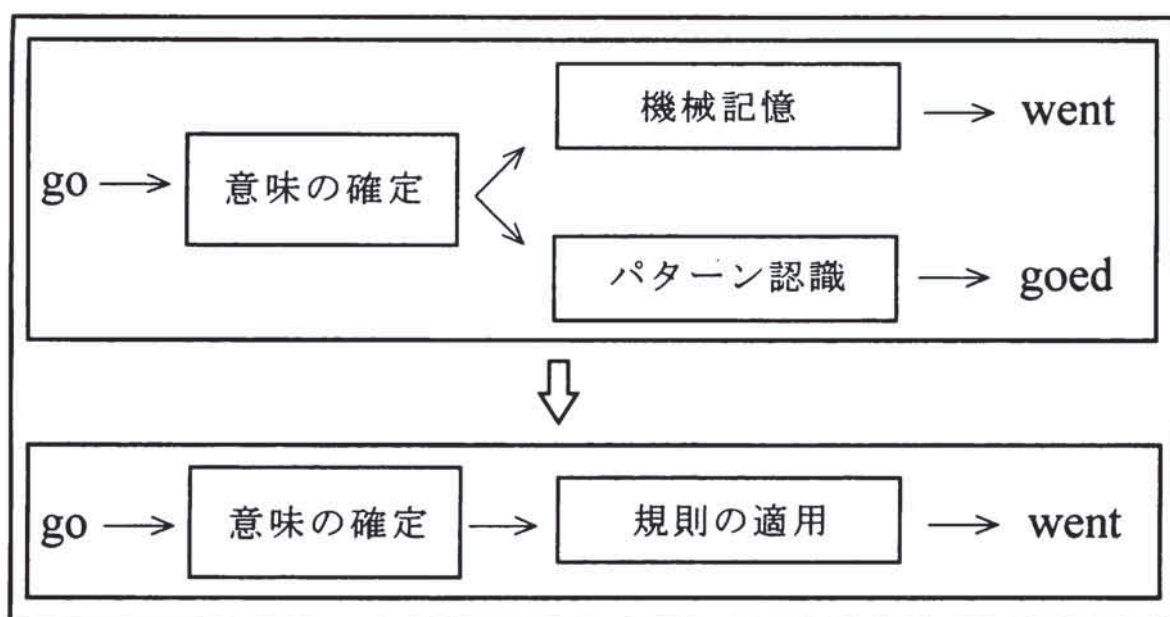 機械記憶 went
go 意味の確定
パターン認識 goed
go 意味の確定 規則の適用 went